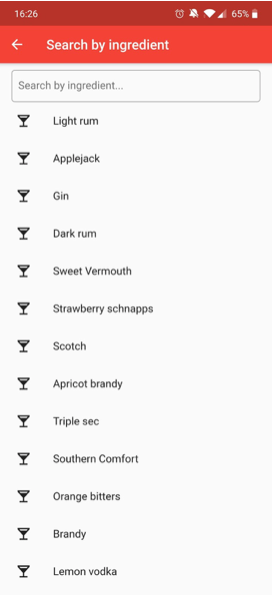 16:26
65%
Search by ingredient
Search by ingredient...
Light rum
Applejack
Gin
Dark rum
Sweet Vermouth
Strawberry schnapps
Scotch
Apricot brandy
Triple sec
Southern Comfort
Orange bitters
Brandy
Lemon vodka